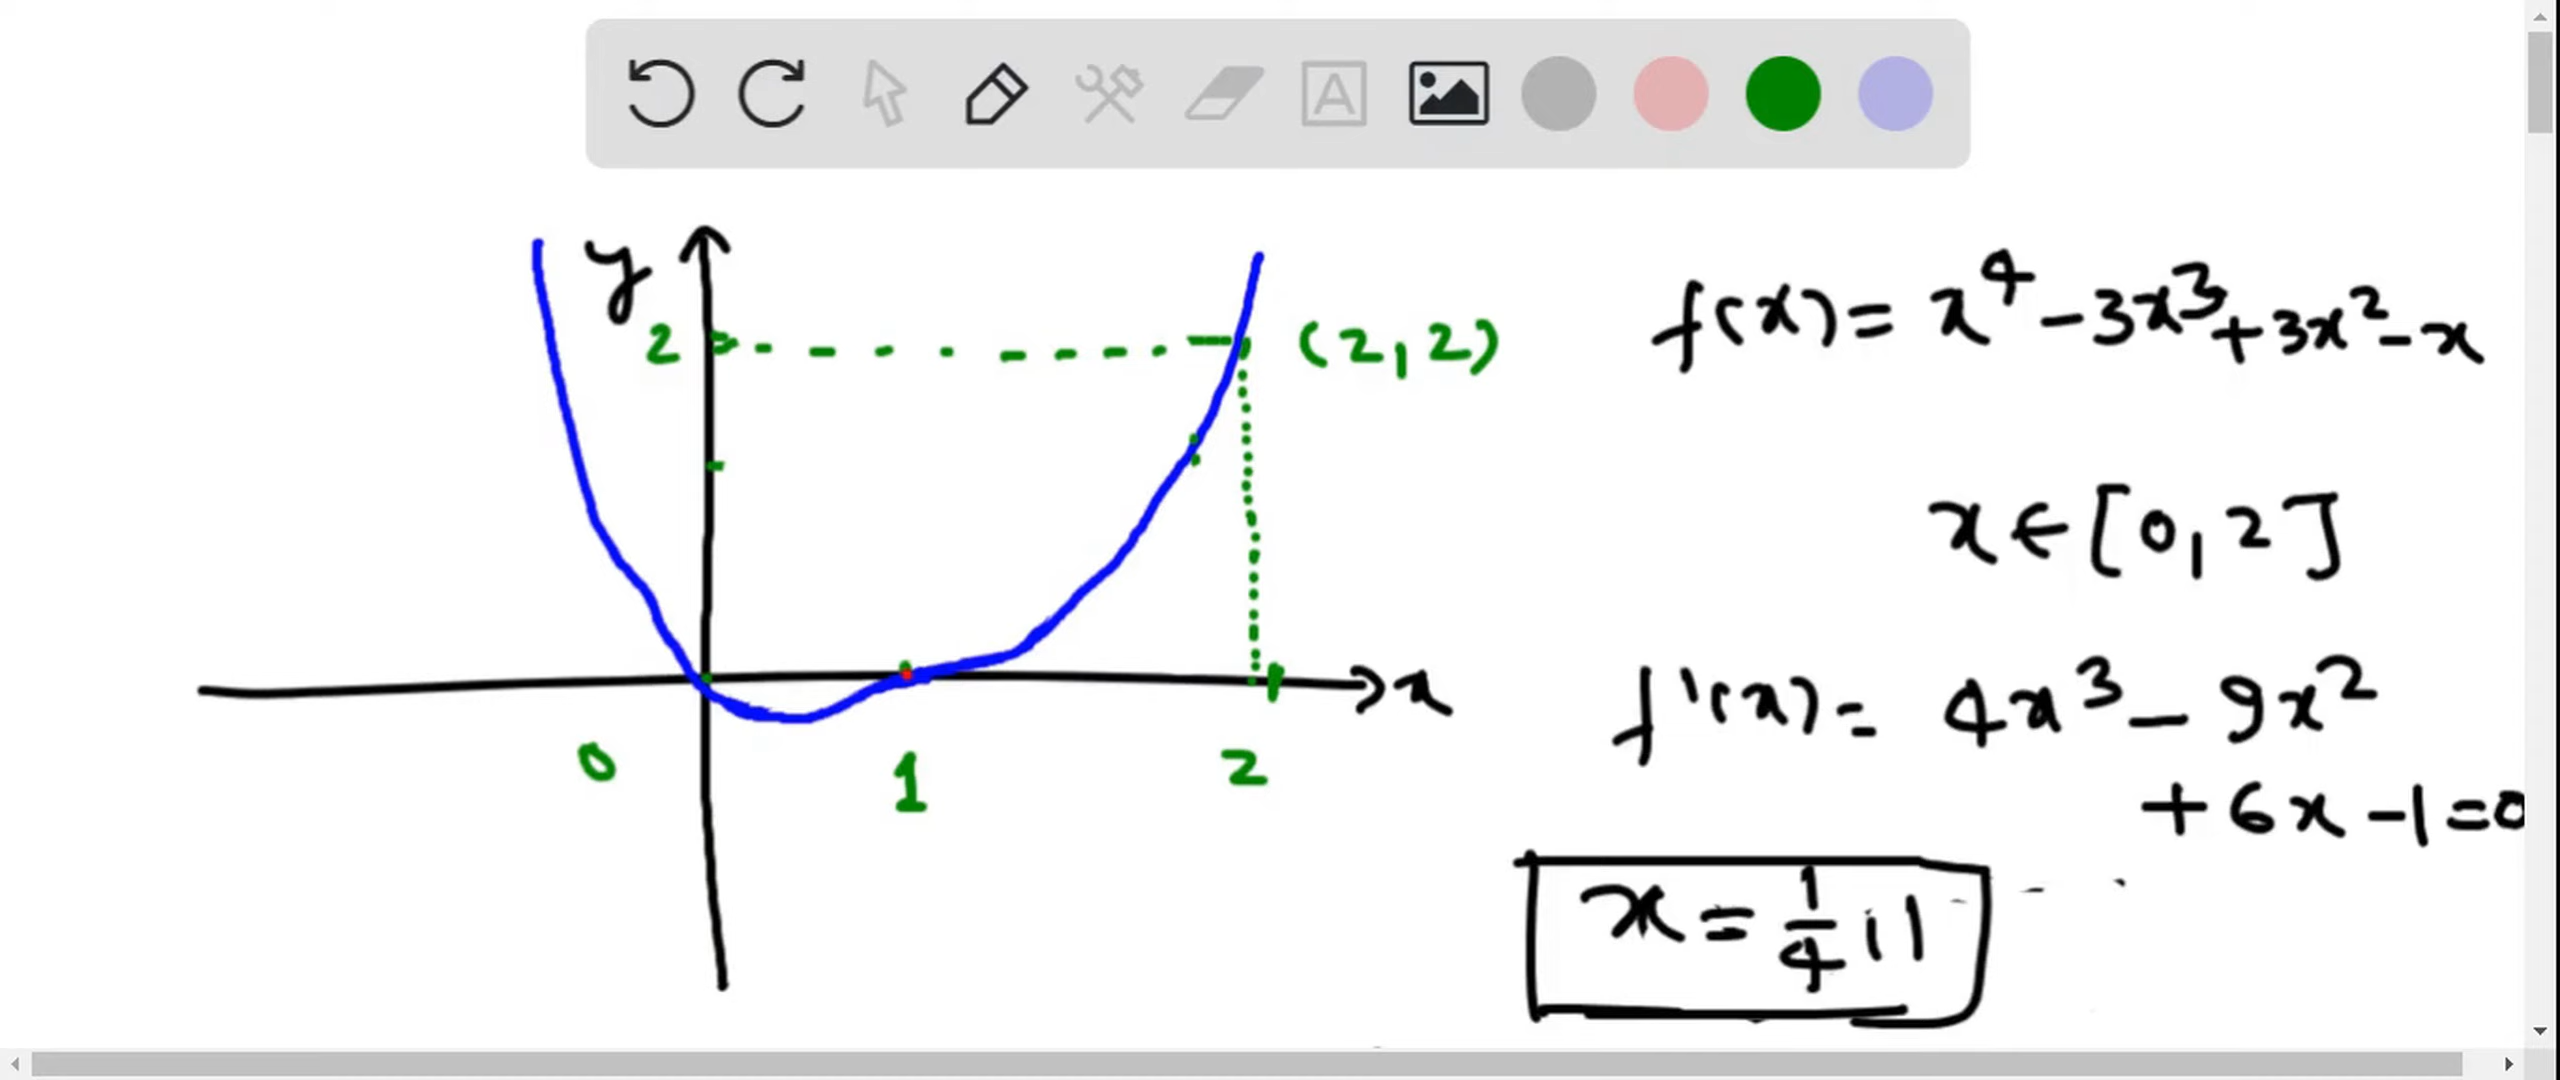 A
y
2
(2,2)
f(x) = x⁴ - 3x³ + 3x² - x
x ∈ [0,2]
f'(x) = 4x³ - 9x²
+ 6x - 1 = 0
x
0
1
2
x = 1/4, 1